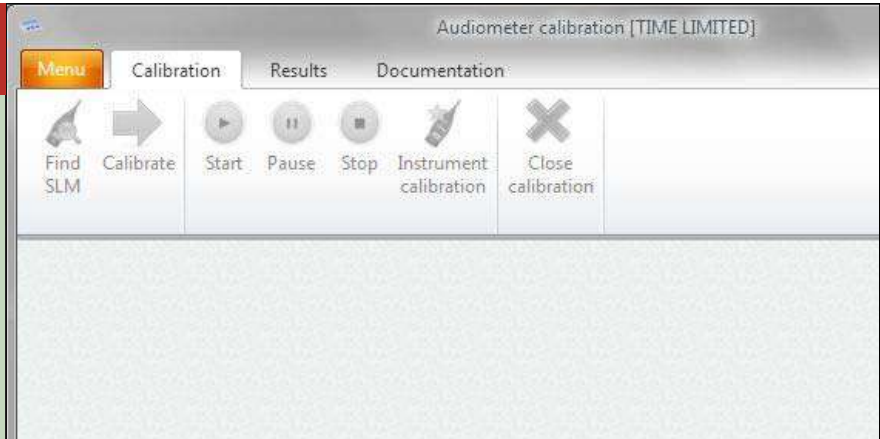 Audiometer calibration [TIME LIMITED]
Menu Calibration Results Documentation
Find SLM Calibrate Start Pause Stop Instrument calibration Close calibration